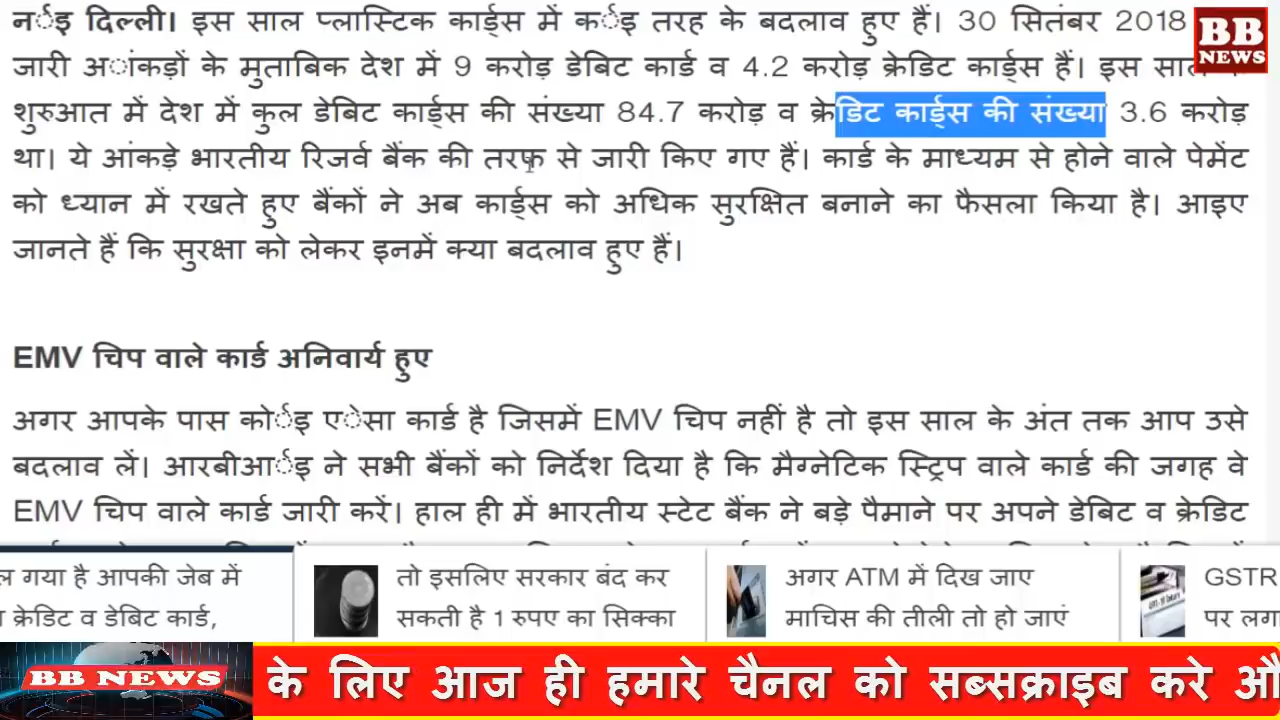 नर्इ दिल्ली। इस साल प्लास्टिक कार्ड्स में कर्इ तरह के बदलाव हुए हैं। 30 सितंबर 2018
BB
NEWS
जारी अांकड़ों के मुताबिक देश में 9 करोड़ डेबिट कार्ड व 4.2 करोड़ क्रेडिट कार्ड्स हैं। इस साल
शुरुआत में देश में कुल डेबिट कार्ड्स की संख्या 84.7 करोड़ व क्रेडिट कार्ड्स की संख्या 3.6 करोड़
था। ये आंकड़े भारतीय रिजर्व बैंक की तरफ से जारी किए गए हैं। कार्ड के माध्यम से होने वाले पेमेंट
को ध्यान में रखते हुए बैंकों ने अब कार्ड्स को अधिक सुरक्षित बनाने का फैसला किया है। आइए
जानते हैं कि सुरक्षा को लेकर इनमें क्या बदलाव हुए हैं।
EMV चिप वाले कार्ड अनिवार्य हुए
अगर आपके पास कोर्इ एेसा कार्ड है जिसमें EMV चिप नहीं है तो इस साल के अंत तक आप उसे
बदलाव लें। आरबीआर्इ ने सभी बैंकों को निर्देश दिया है कि मैग्नेटिक स्ट्रिप वाले कार्ड की जगह वे
EMV चिप वाले कार्ड जारी करें। हाल ही में भारतीय स्टेट बैंक ने बड़े पैमाने पर अपने डेबिट व क्रेडिट
ल गया है आपकी जेब में
क्रेडिट व डेबिट कार्ड,
तो इसलिए सरकार बंद कर
सकती है 1 रुपए का सिक्का
अगर ATM में दिख जाए
माचिस की तीली तो हो जाएं
GSTR
पर लग
BB NEWS
के लिए आज ही हमारे चैनल को सब्सक्राइब करे औ